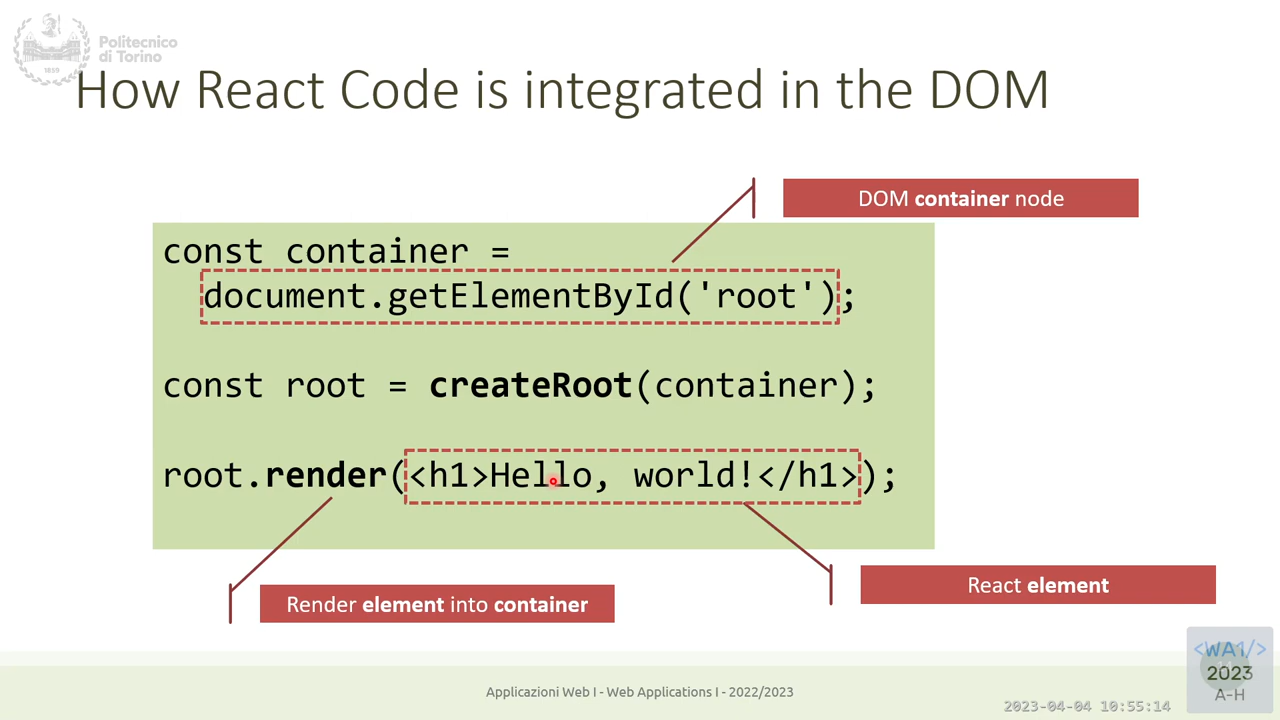 Politecnico
di Torino
1859
How React Code is integrated in the DOM
DOM container node
const container =
document.getElementById('root');
const root = createRoot(container);
root.render(<h1>Hello, world!</h1>);
React element
Render element into container
<WA1/>
2023
A-H
Applicazioni Web I - Web Applications I - 2022/2023
2023-04-04 10:55:14